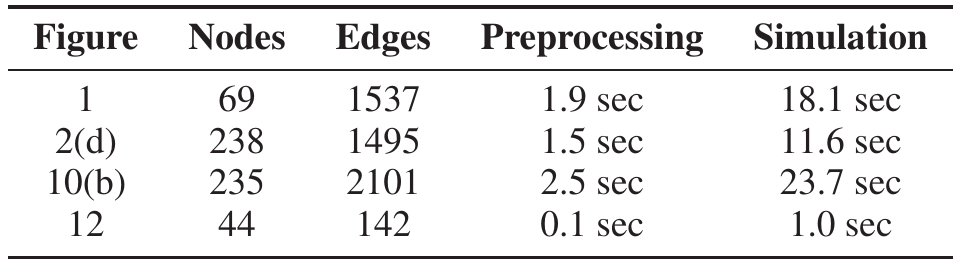 Figure Nodes Edges Preprocessing Simulation
1 69 1537 1.9 sec 18.1 sec
2(d) 238 1495 1.5 sec 11.6 sec
10(b) 235 2101 2.5 sec 23.7 sec
12 44 142 0.1 sec 1.0 sec